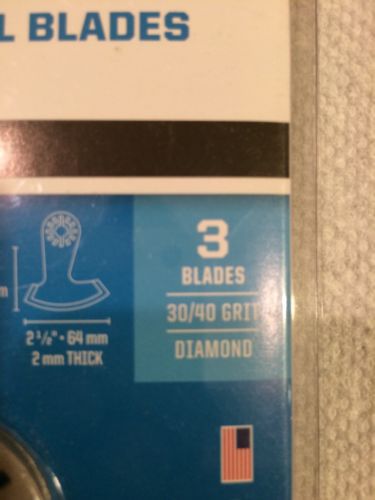 L BLADES
3
BLADES
30/40 GRIT
DIAMOND
m
2 1/2" - 64 mm
2 mm THICK